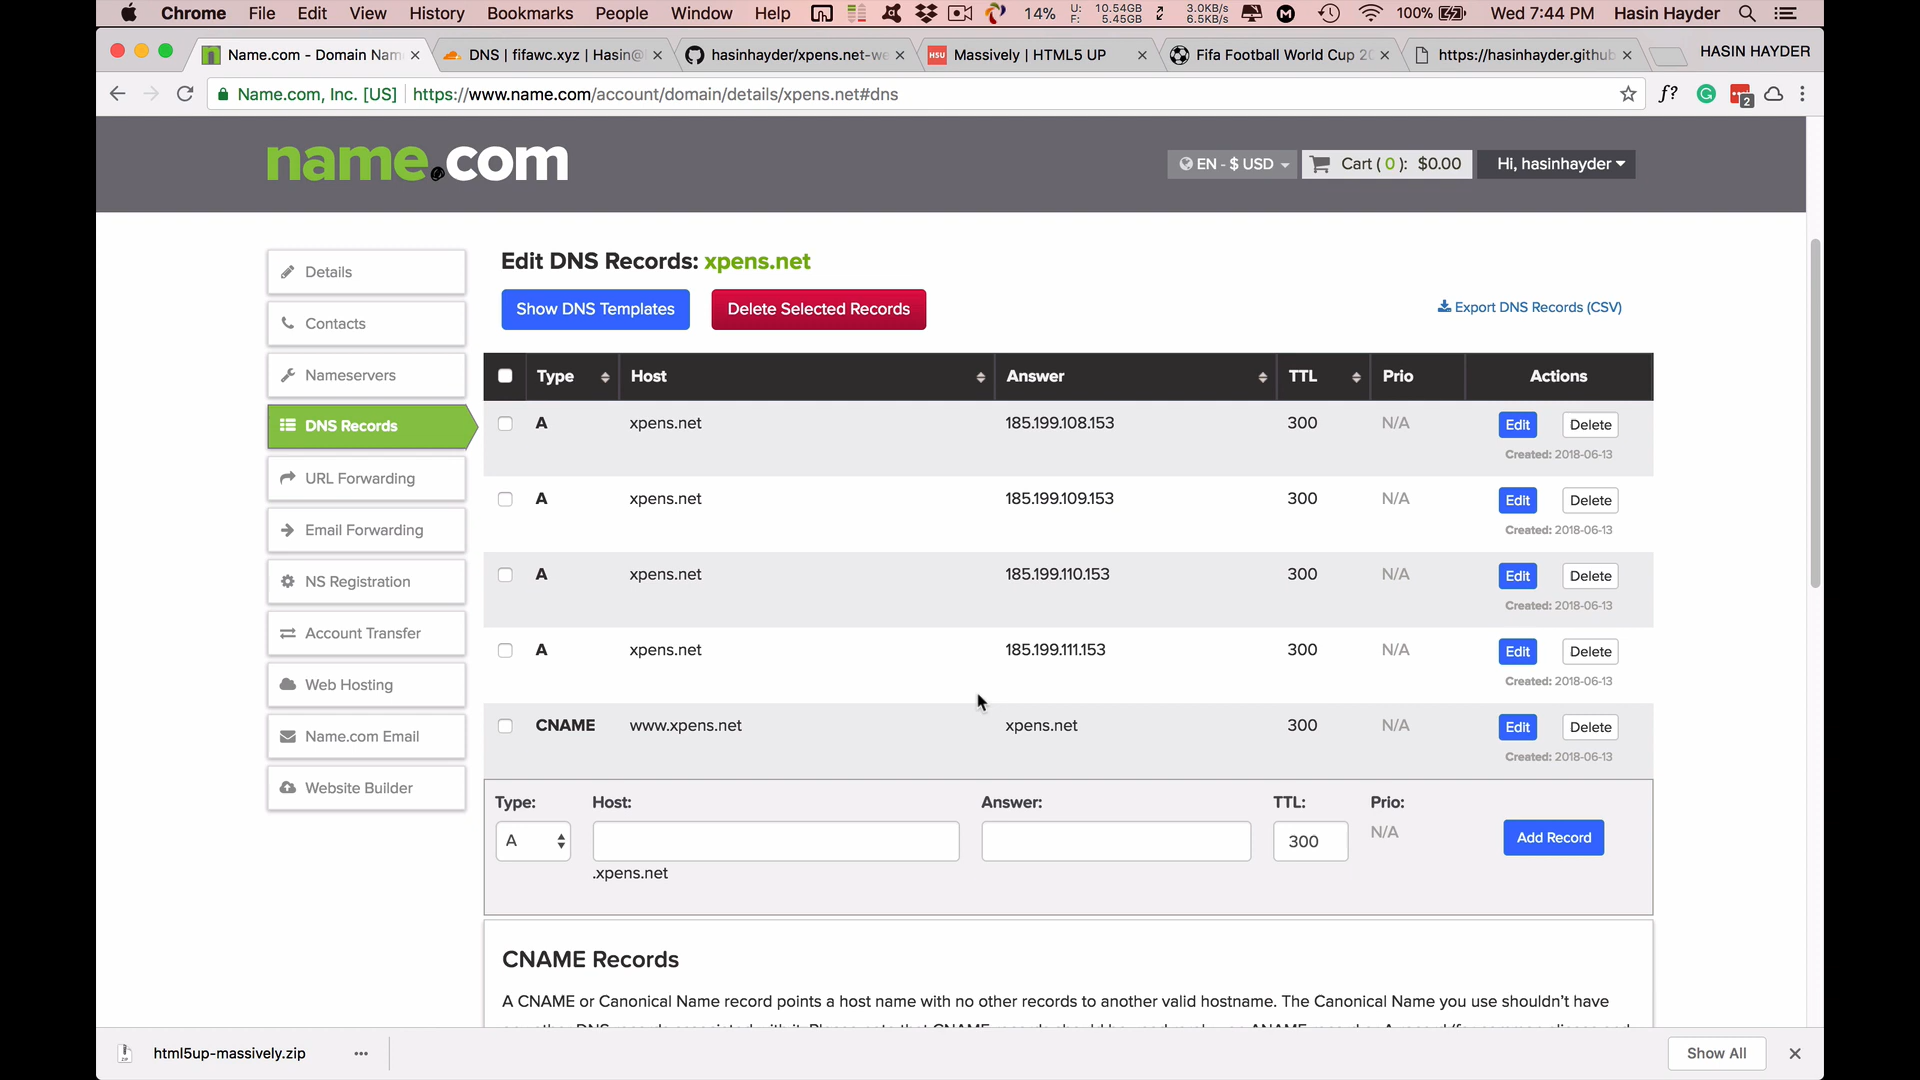 Chrome File Edit View History Bookmarks People Window Help 14% U: 10.54GB F: 5.45GB 3.0KB/s 6.5KB/s 100% Wed 7:44 PM Hasin Hayder
Name.com - Domain Nam DNS | fifawc.xyz | Hasin@ hasinhayder/xpens.net-we Massively | HTML5 UP Fifa Football World Cup 20 https://hasinhayder.github HASIN HAYDER
Name.com, Inc. [US] https://www.name.com/account/domain/details/xpens.net#dns f? 2
name.com
EN - $ USD Cart ( 0 ): $0.00 Hi, hasinhayder
Details
Contacts
Nameservers
DNS Records
URL Forwarding
Email Forwarding
NS Registration
Account Transfer
Web Hosting
Name.com Email
Website Builder
Edit DNS Records: xpens.net
Show DNS Templates Delete Selected Records Export DNS Records (CSV)
Type Host Answer TTL Prio Actions
A xpens.net 185.199.108.153 300 N/A Edit Delete
Created: 2018-06-13
A xpens.net 185.199.109.153 300 N/A Edit Delete
Created: 2018-06-13
A xpens.net 185.199.110.153 300 N/A Edit Delete
Created: 2018-06-13
A xpens.net 185.199.111.153 300 N/A Edit Delete
Created: 2018-06-13
CNAME www.xpens.net xpens.net 300 N/A Edit Delete
Created: 2018-06-13
Type: Host: Answer: TTL: Prio:
A 300 N/A Add Record
.xpens.net
CNAME Records
A CNAME or Canonical Name record points a host name with no other records to another valid hostname. The Canonical Name you use shouldn't have
html5up-massively.zip Show All